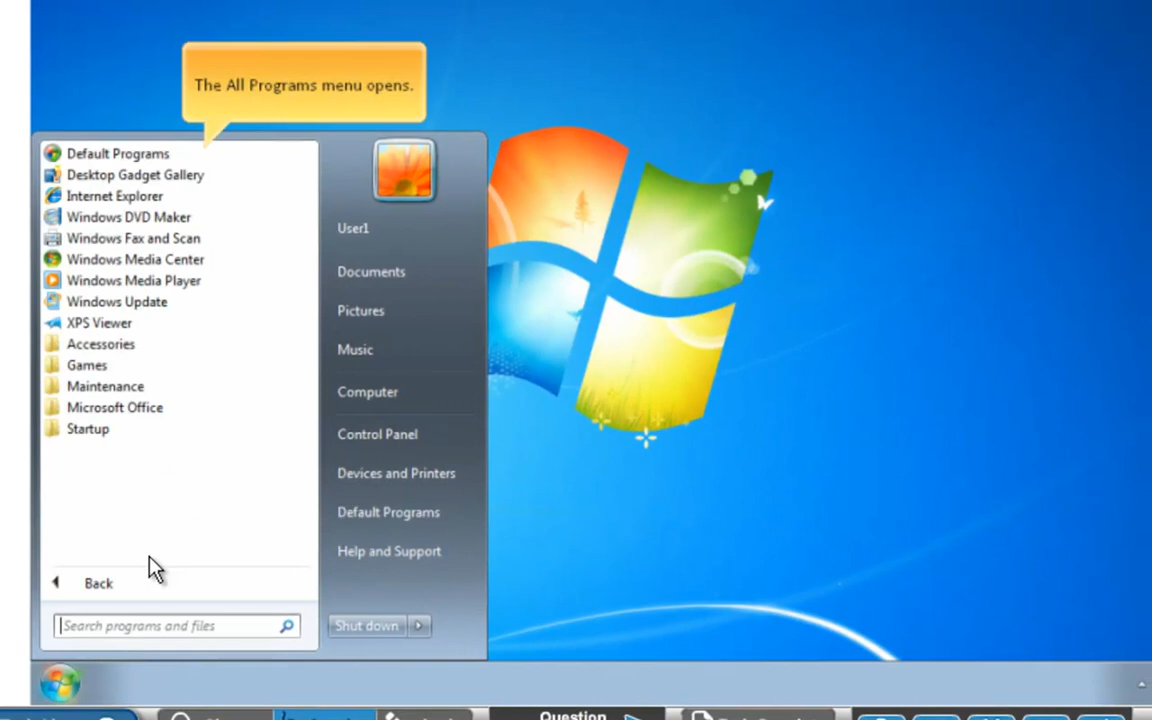 The All Programs menu opens.
Default Programs
Desktop Gadget Gallery
Internet Explorer
Windows DVD Maker
Windows Fax and Scan
Windows Media Center
Windows Media Player
Windows Update
XPS Viewer
Accessories
Games
Maintenance
Microsoft Office
Startup
Back
Search programs and files
User1
Documents
Pictures
Music
Computer
Control Panel
Devices and Printers
Default Programs
Help and Support
Shut down
Question